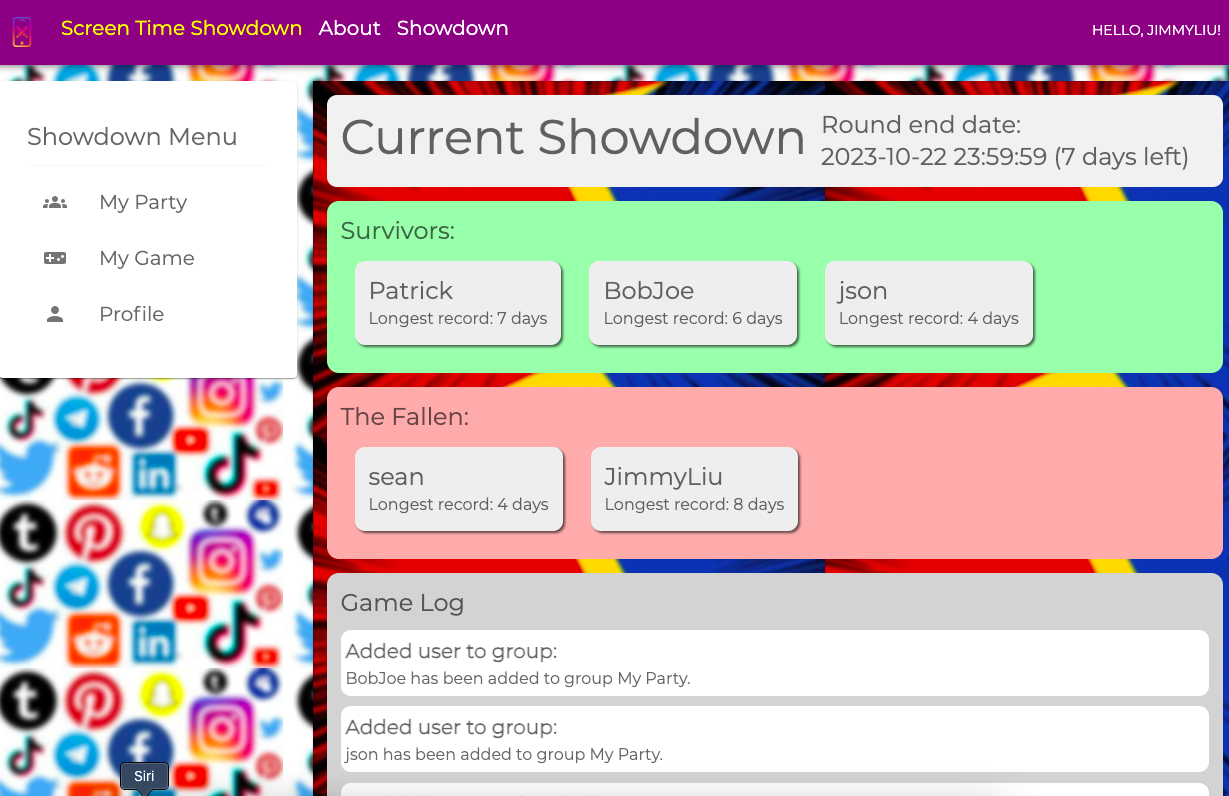 Screen Time Showdown About Showdown HELLO, JIMMYLIU!
Showdown Menu
My Party
My Game
Profile
Current Showdown
Round end date:
2023-10-22 23:59:59 (7 days left)
Survivors:
Patrick
Longest record: 7 days
BobJoe
Longest record: 6 days
json
Longest record: 4 days
The Fallen:
sean
Longest record: 4 days
JimmyLiu
Longest record: 8 days
Game Log
Added user to group:
BobJoe has been added to group My Party.
Added user to group:
json has been added to group My Party.
Siri